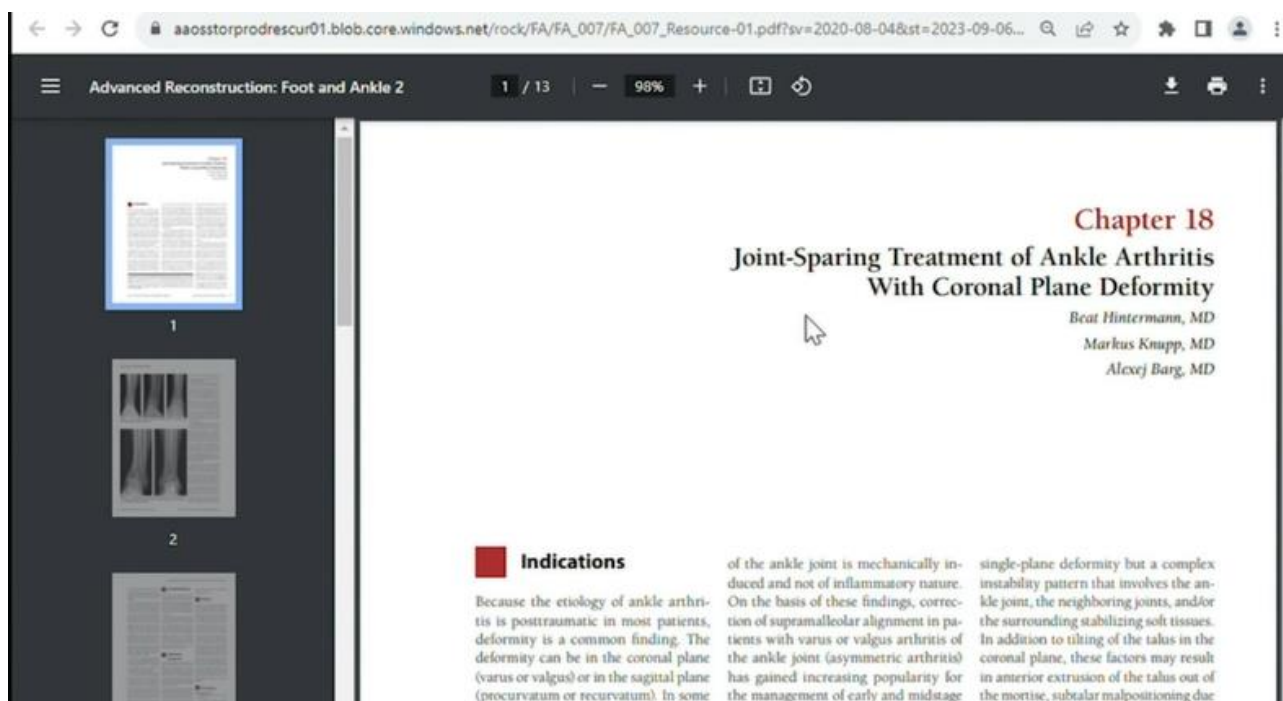 aaosstorprodrescur01.blob.core.windows.net/rock/FA/FA_007/FA_007_Resource-01.pdf?sv=2020-08-04&st=2023-09-06...
Advanced Reconstruction: Foot and Ankle 2
1 / 13
98%
1
2
Chapter 18
Joint-Sparing Treatment of Ankle Arthritis
With Coronal Plane Deformity
Beat Hintermann, MD
Markus Knupp, MD
Alexej Barg, MD
Indications
Because the etiology of ankle arthri-
tis is posttraumatic in most patients,
deformity is a common finding. The
deformity can be in the coronal plane
(varus or valgus) or in the sagittal plane
(procurvatum or recurvatum). In some
of the ankle joint is mechanically in-
duced and not of inflammatory nature.
On the basis of these findings, correc-
tion of supramalleolar alignment in pa-
tients with varus or valgus arthritis of
the ankle joint (asymmetric arthritis)
has gained increasing popularity for
the management of early and midstage
single-plane deformity but a complex
instability pattern that involves the an-
kle joint, the neighboring joints, and/or
the surrounding stabilizing soft tissues.
In addition to tilting of the talus in the
coronal plane, these factors may result
in anterior extrusion of the talus out of
the mortise, subtalar malpositioning due